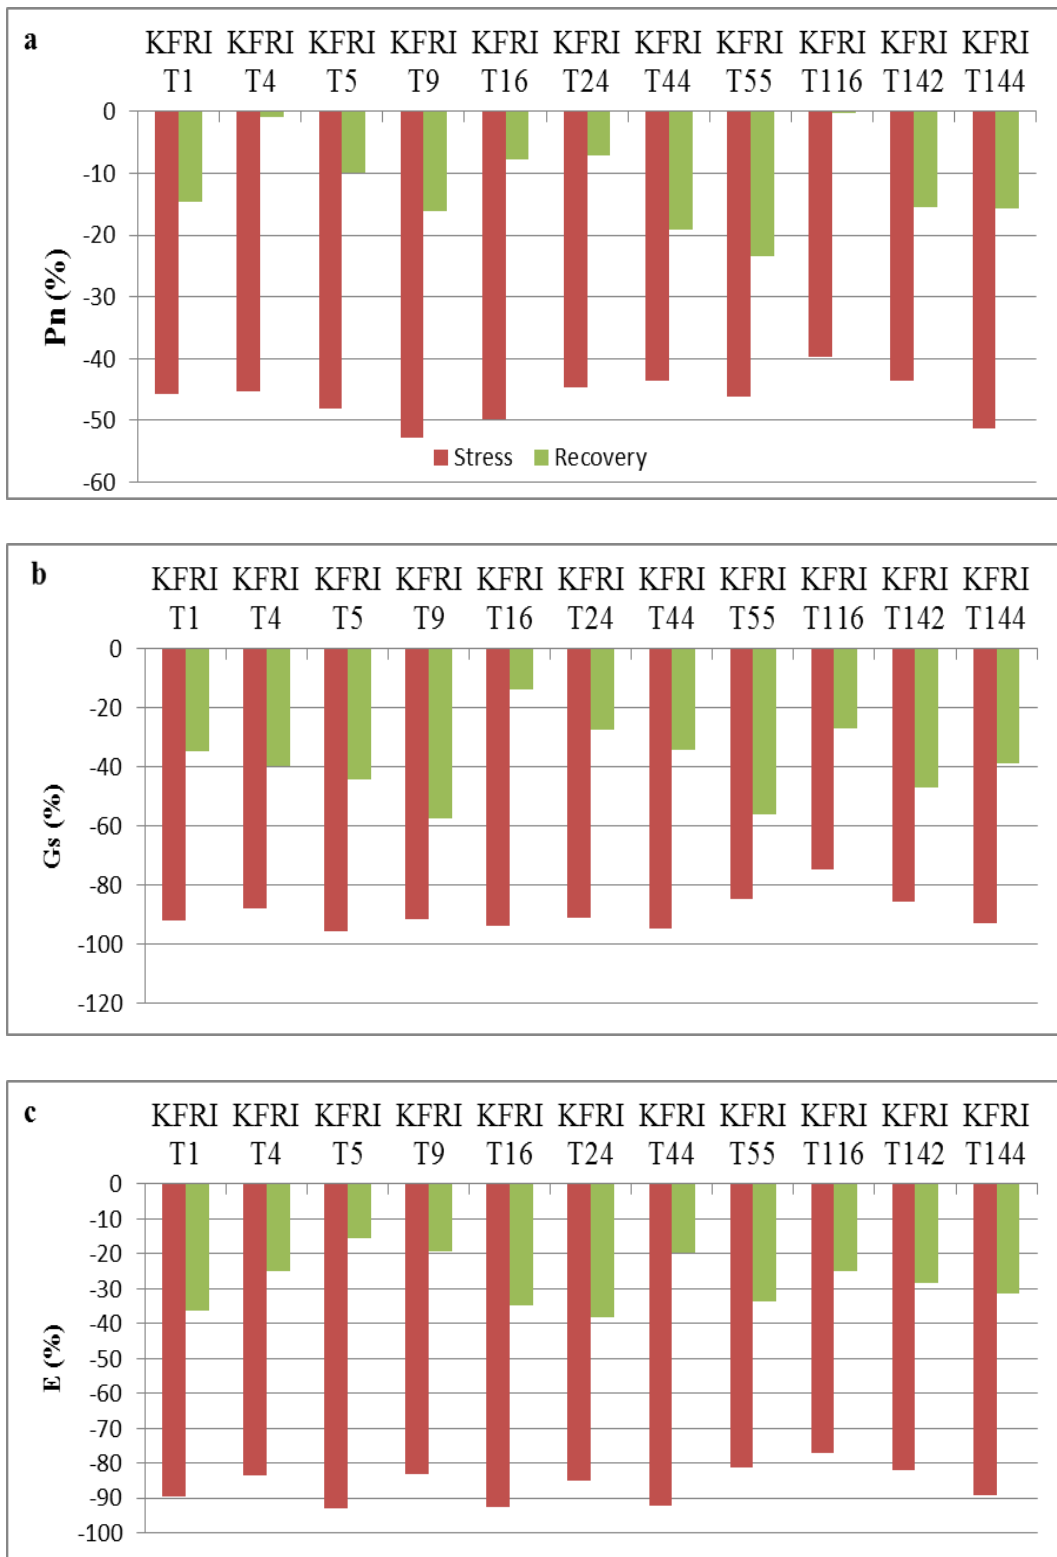 a
KFRI KFRI KFRI KFRI KFRI KFRI KFRI KFRI KFRI KFRI KFRI
T1 T4 T5 T9 T16 T24 T44 T55 T116 T142 T144
0
-10
-20
-30
-40
-50
-60
Pn (%)
Stress Recovery
b
KFRI KFRI KFRI KFRI KFRI KFRI KFRI KFRI KFRI KFRI KFRI
T1 T4 T5 T9 T16 T24 T44 T55 T116 T142 T144
0
-20
-40
-60
-80
-100
-120
Gs (%)
c
KFRI KFRI KFRI KFRI KFRI KFRI KFRI KFRI KFRI KFRI KFRI
T1 T4 T5 T9 T16 T24 T44 T55 T116 T142 T144
0
-10
-20
-30
-40
-50
-60
-70
-80
-90
-100
E (%)